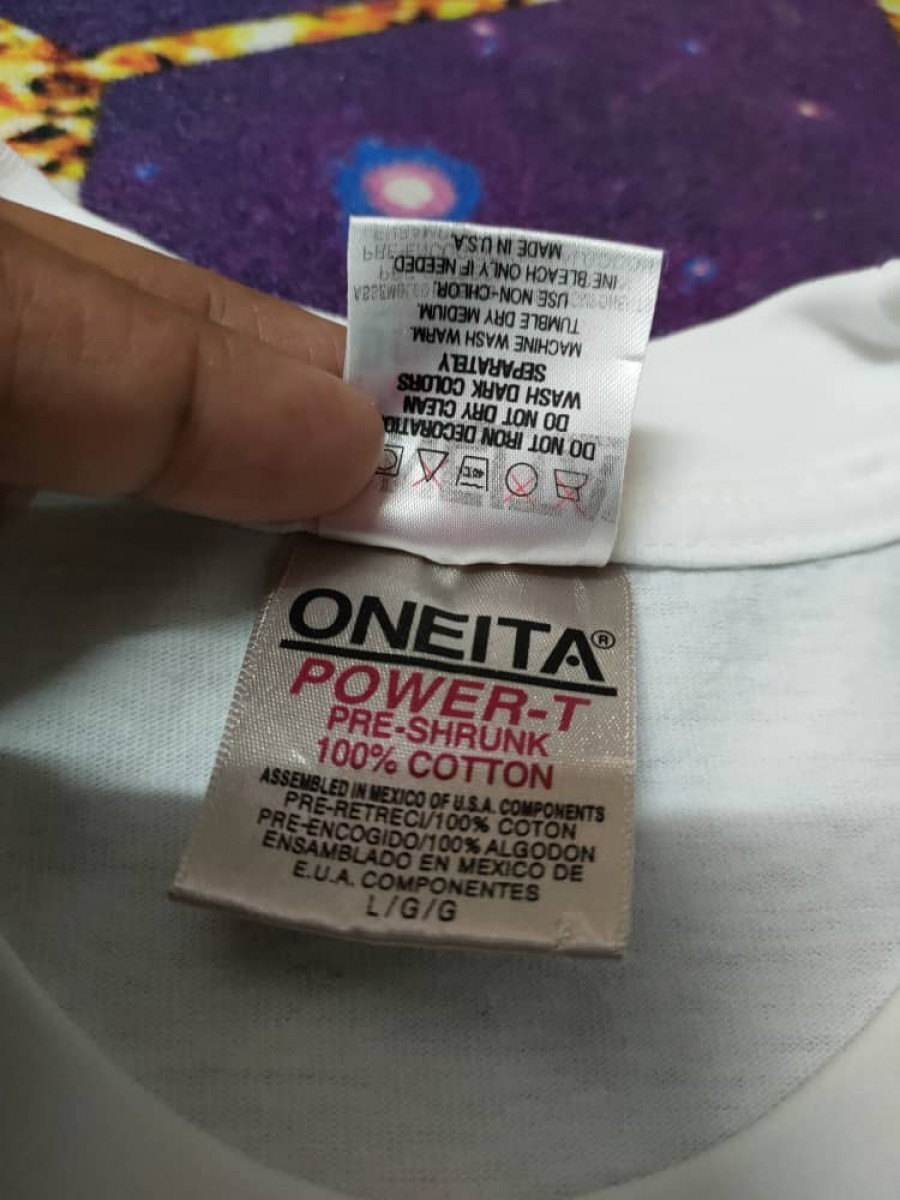 MADE IN U.S.A.
INE BLEACH ONLY IF NEEDED.
USE NON-CHLOR.
TUMBLE DRY MEDIUM.
MACHINE WASH WARM.
SEPARATELY
WASH DARK COLORS
DO NOT DRY CLEAN
DO NOT IRON DECORATION
40°C
ONEITA®
POWER-T
PRE-SHRUNK
100% COTTON
ASSEMBLED IN MEXICO OF U.S.A. COMPONENTS
PRE-RETRECI/100% COTON
PRE-ENCOGIDO/100% ALGODON
ENSAMBLADO EN MEXICO DE
E.U.A. COMPONENTES
L/G/G